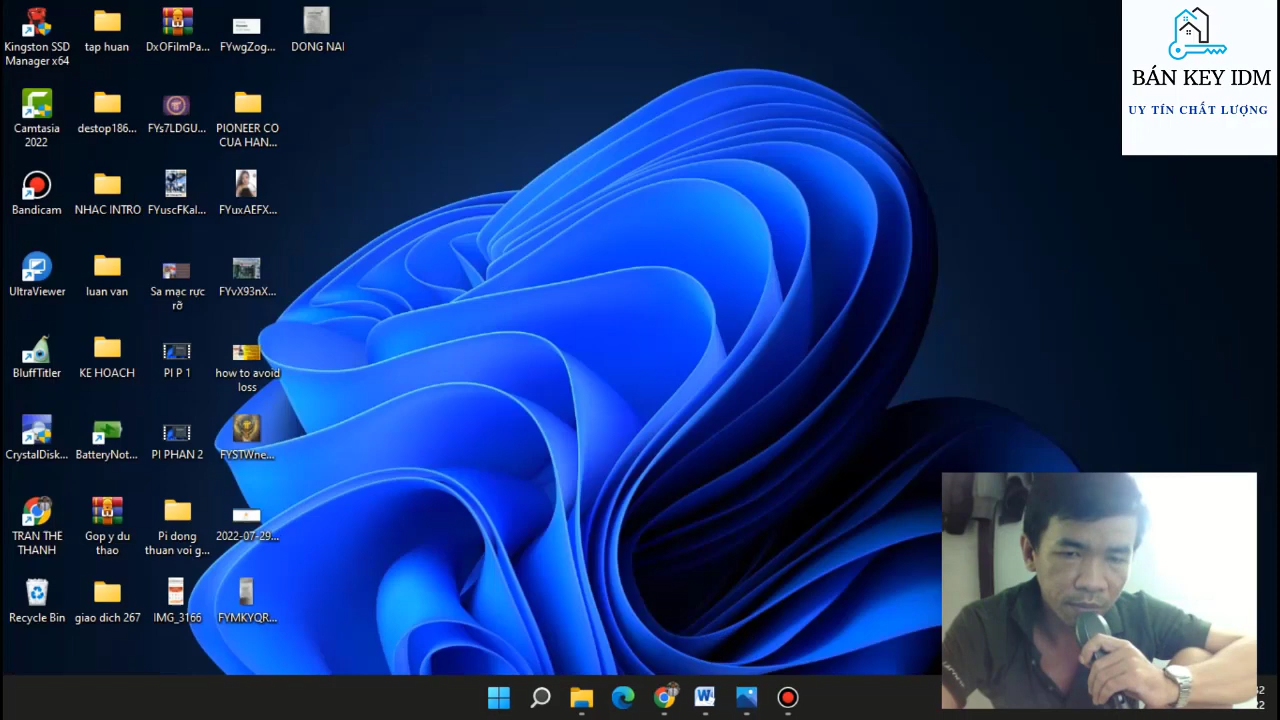 Kingston SSD
Manager x64
tap huan
DxOFilmPa...
FYwgZog...
DONG NAI
Camtasia
2022
destop186...
FYs7LDGU...
PIONEER CO
CUA HAN...
Bandicam
NHAC INTRO
FYuscFKal...
FYuxAEFX...
UltraViewer
luan van
Sa mạc rực
rỡ
FYvX93nX...
BluffTitler
KE HOACH
PI P 1
how to avoid
loss
CrystalDisk...
BatteryNot...
PI PHAN 2
FYSTWne...
TRAN THE
THANH
Gop y du
thao
Pi dong
thuan voi g...
2022-07-29...
Recycle Bin
giao dich 267
IMG_3166
FYMKYQR...
BÁN KEY IDM
UY TÍN CHẤT LƯỢNG